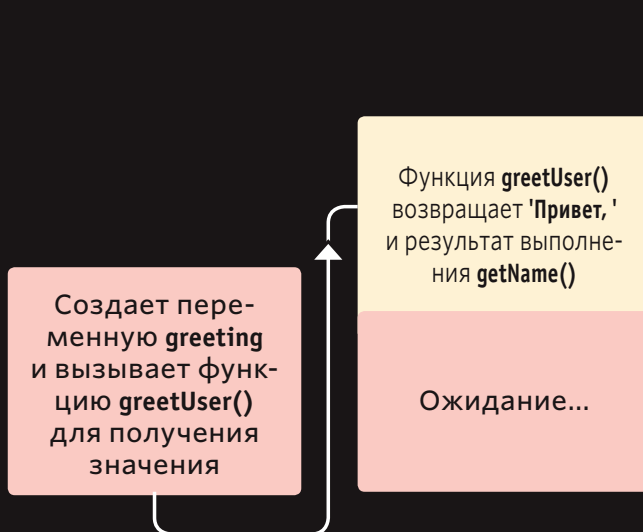 Функция greetUser()
возвращает 'Привет, '
и результат выполне-
ния getName()
Создает пере-
менную greeting
и вызывает функ-
цию greetUser()
для получения
значения
Ожидание...